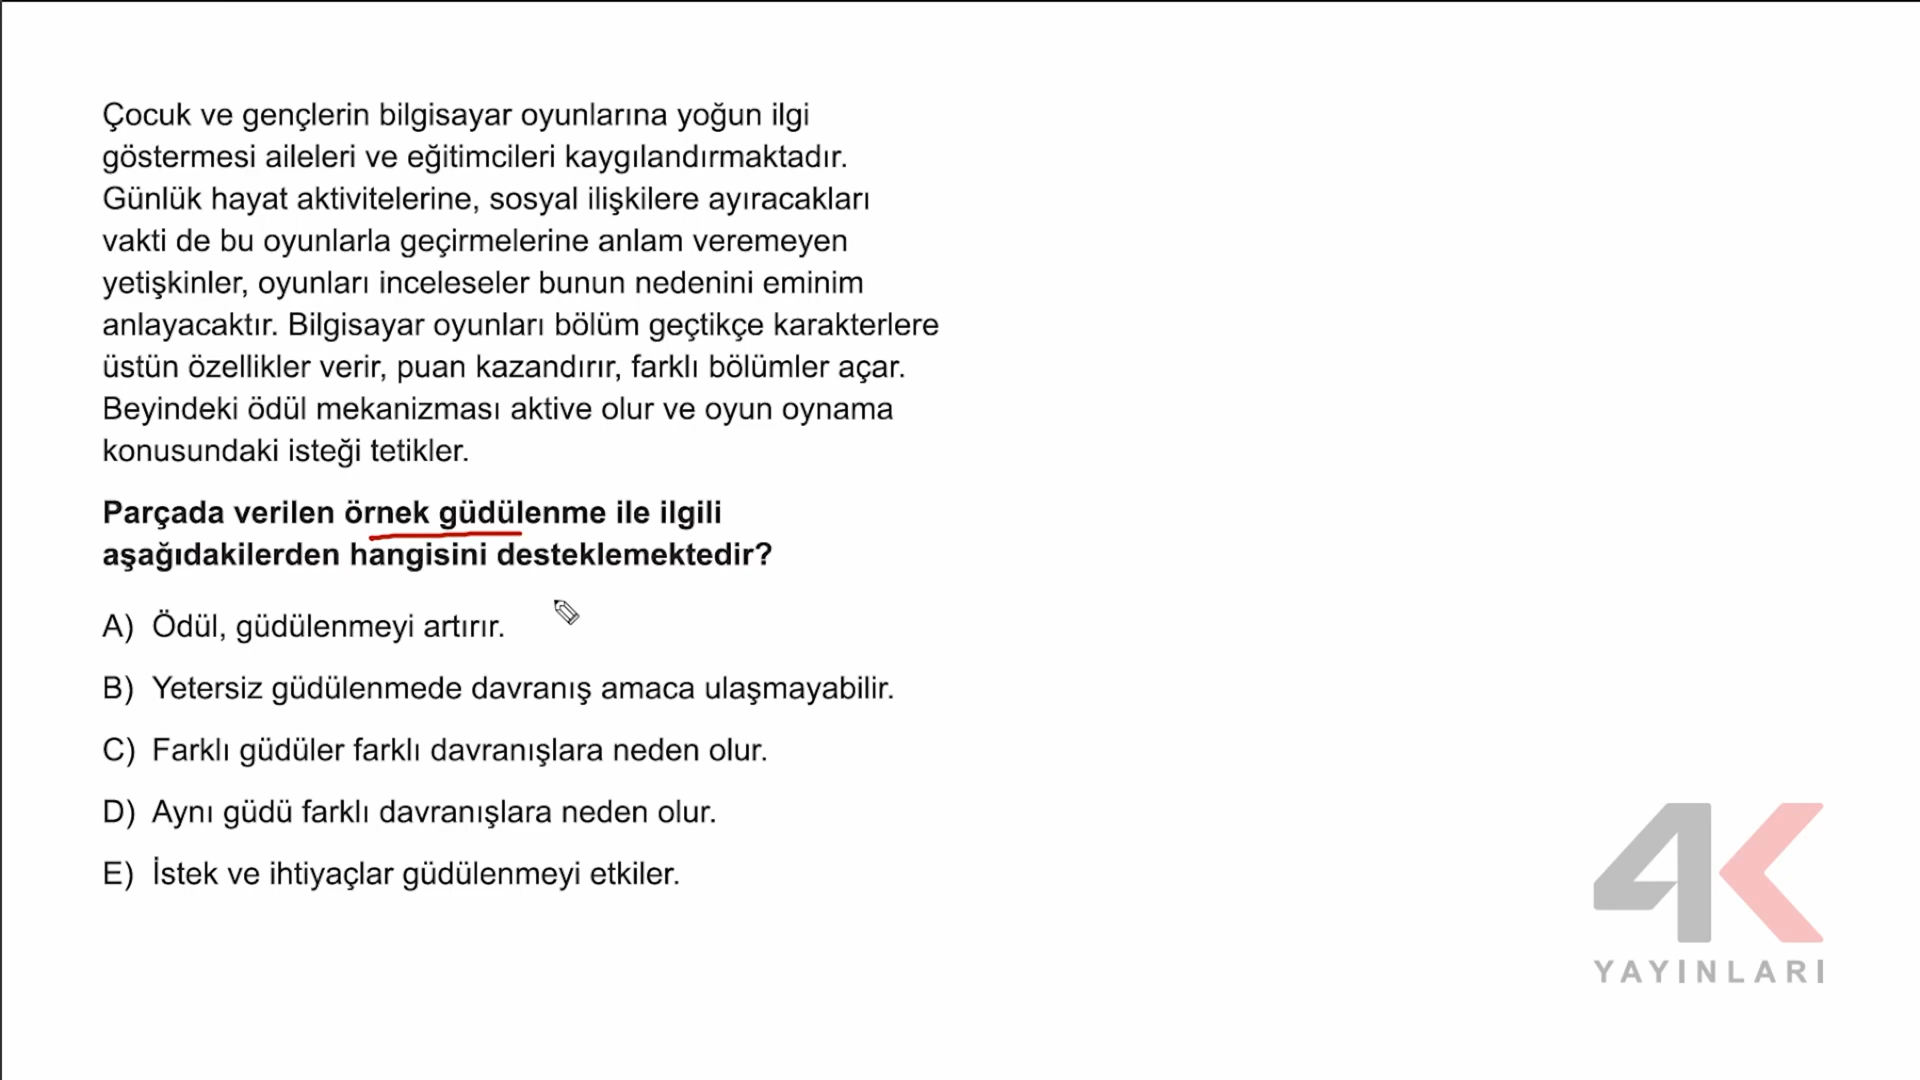 Çocuk ve gençlerin bilgisayar oyunlarına yoğun ilgi
göstermesi aileleri ve eğitimcileri kaygılandırmaktadır.
Günlük hayat aktivitelerine, sosyal ilişkilere ayıracakları
vakti de bu oyunlarla geçirmelerine anlam veremeyen
yetişkinler, oyunları inceleseler bunun nedenini eminim
anlayacaktır. Bilgisayar oyunları bölüm geçtikçe karakterlere
üstün özellikler verir, puan kazandırır, farklı bölümler açar.
Beyindeki ödül mekanizması aktive olur ve oyun oynama
konusundaki isteği tetikler.
Parçada verilen örnek güdülenme ile ilgili
aşağıdakilerden hangisini desteklemektedir?
A) Ödül, güdülenmeyi artırır.
B) Yetersiz güdülenmede davranış amaca ulaşmayabilir.
C) Farklı güdüler farklı davranışlara neden olur.
D) Aynı güdü farklı davranışlara neden olur.
E) İstek ve ihtiyaçlar güdülenmeyi etkiler.
4K
YAYINLARI